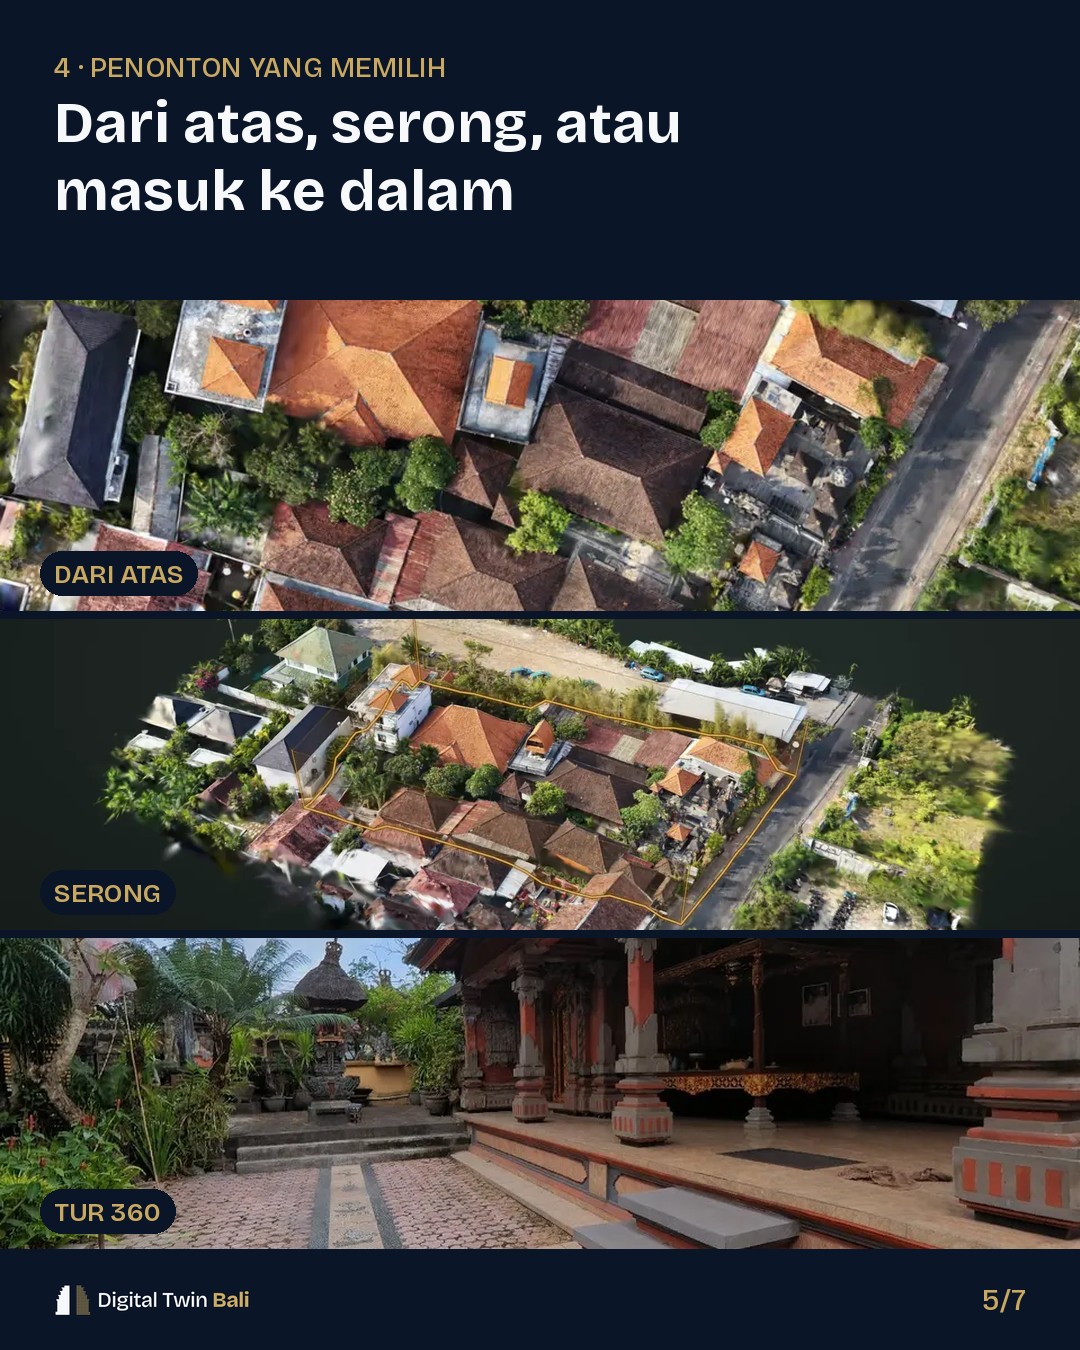 4 · PENONTON YANG MEMILIH
Dari atas, serong, atau
masuk ke dalam
DARI ATAS
SERONG
TUR 360
Digital Twin Bali
5/7